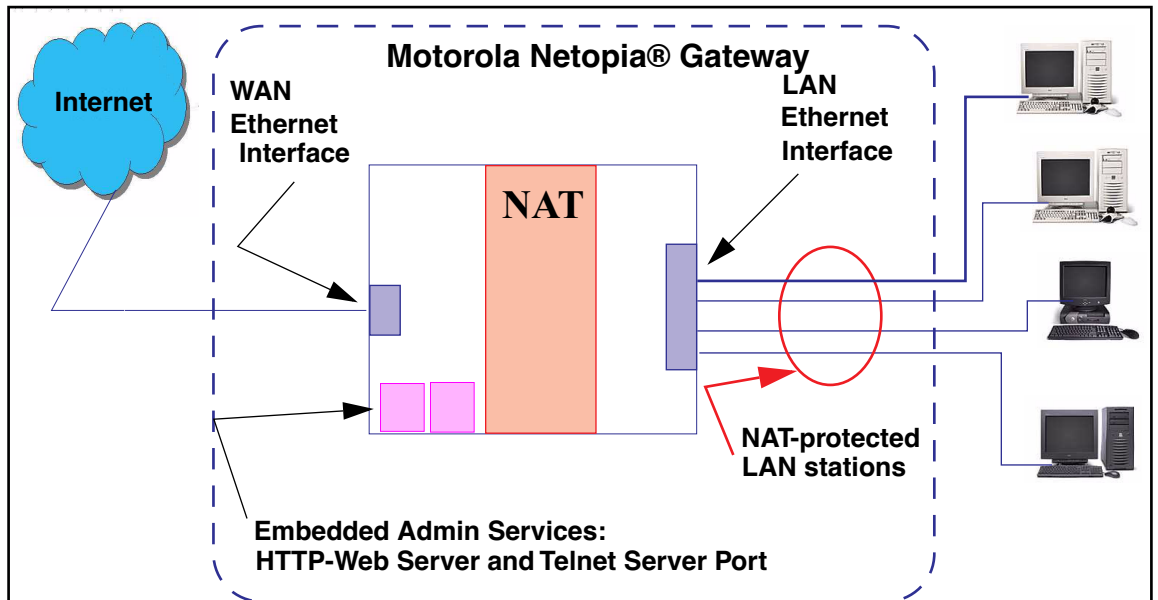 Motorola Netopia® Gateway
Internet
WAN
Ethernet
Interface
LAN
Ethernet
Interface
NAT
NAT-protected
LAN stations
Embedded Admin Services:
HTTP-Web Server and Telnet Server Port